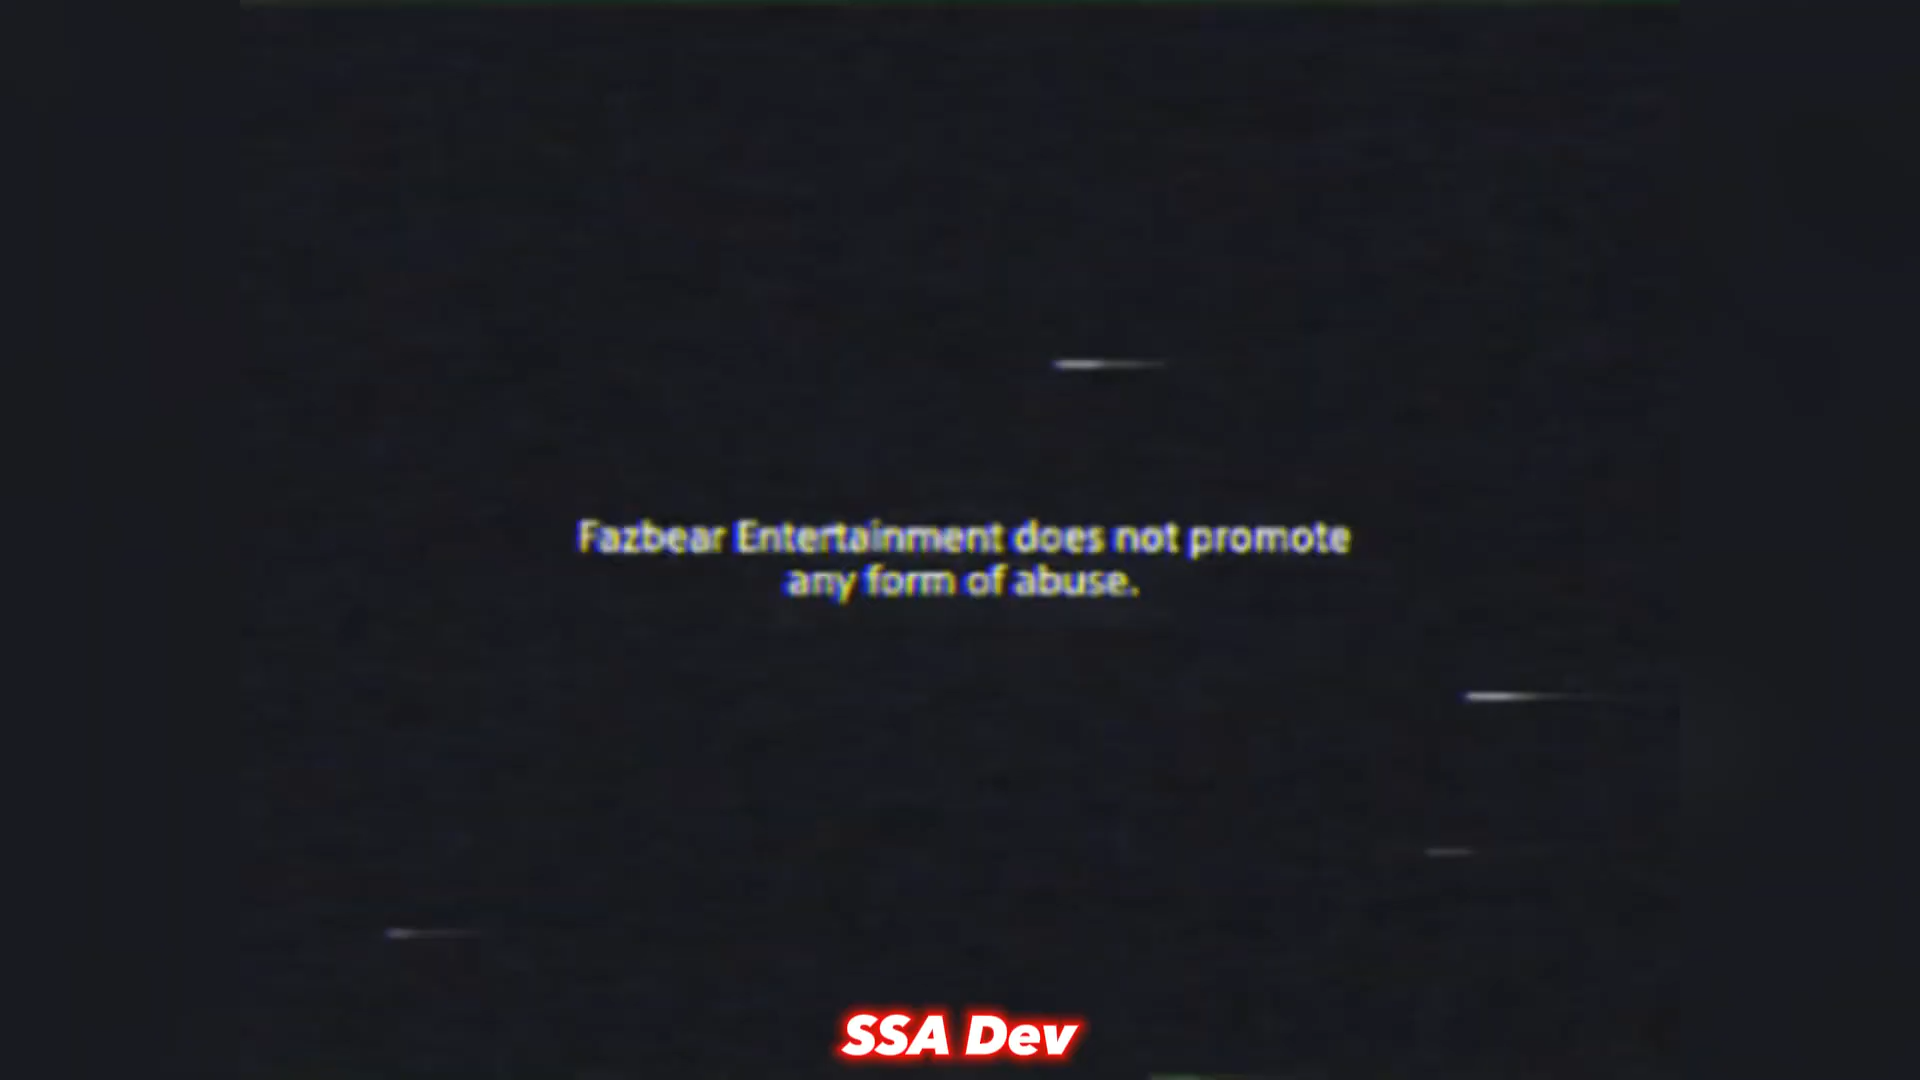 Fazbear Entertainment does not promote
any form of abuse.
SSA Dev